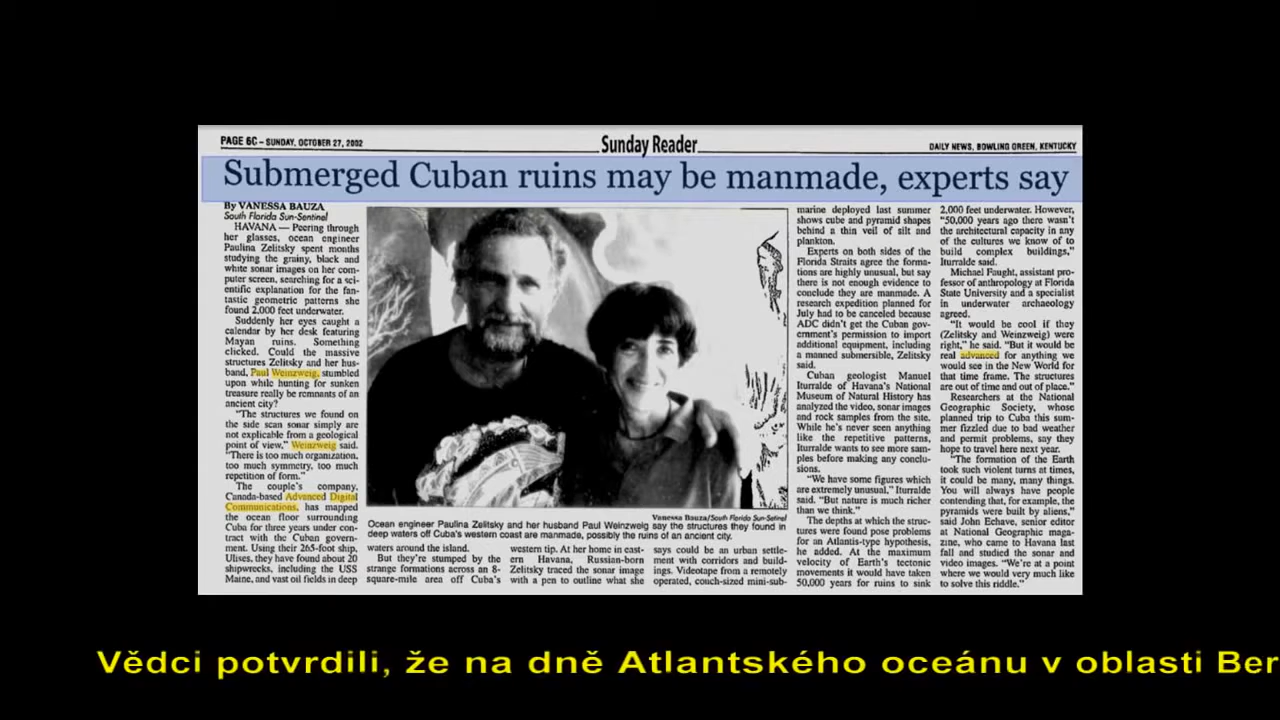 PAGE 6C – SUNDAY, OCTOBER 27, 2002
Sunday Reader
DAILY NEWS, BOWLING GREEN, KENTUCKY
Submerged Cuban ruins may be manmade, experts say
By VANESSA BAUZA
South Florida Sun-Sentinel
HAVANA — Peering through
her glasses, ocean engineer
Paulina Zelitsky spent months
studying the grainy, black and
white sonar images on her com-
puter screen, searching for a sci-
entific explanation for the fan-
tastic geometric patterns she
found 2,000 feet underwater.
Suddenly her eyes caught a
calendar by her desk featuring
Mayan ruins. Something
clicked. Could the massive
structures Zelitsky and her hus-
band, Paul Weinzweig, stumbled
upon while hunting for sunken
treasure really be remnants of an
ancient city?
"The structures we found on
the side scan sonar simply are
not explicable from a geological
point of view," Weinzweig said.
"There is too much organization,
too much symmetry, too much
repetition of form."
The couple's company,
Canada-based Advanced Digital
Communications, has mapped
the ocean floor surrounding
Cuba for three years under con-
tract with the Cuban govern-
ment. Using their 265-foot ship,
Ulises, they have found about 20
shipwrecks, including the USS
Maine, and vast oil fields in deep
Vanessa Bauza/South Florida Sun-Sentinel
Ocean engineer Paulina Zelitsky and her husband Paul Weinzweig say the structures they found in
deep waters off Cuba's western coast are manmade, possibly the ruins of an ancient city.
waters around the island.
But they're stumped by the
strange formations across an 8-
square-mile area off Cuba's
western tip. At her home in east-
ern Havana, Russian-born
Zelitsky traced the sonar image
with a pen to outline what she
says could be an urban settle-
ment with corridors and build-
ings. Videotape from a remotely
operated, couch-sized mini-sub-
marine deployed last summer
shows cube and pyramid shapes
behind a thin veil of silt and
plankton.
Experts on both sides of the
Florida Straits agree the forma-
tions are highly unusual, but say
there is not enough evidence to
conclude they are manmade. A
research expedition planned for
July had to be canceled because
ADC didn't get the Cuban gov-
ernment's permission to import
additional equipment, including
a manned submersible, Zelitsky
said.
Cuban geologist Manuel
Iturralde of Havana's National
Museum of Natural History has
analyzed the video, sonar images
and rock samples from the site.
While he's never seen anything
like the repetitive patterns,
Iturralde wants to see more sam-
ples before making any conclu-
sions.
"We have some figures which
are extremely unusual," Iturralde
said. "But nature is much richer
than we think."
The depths at which the struc-
tures were found pose problems
for an Atlantis-type hypothesis,
he added. At the maximum
velocity of Earth's tectonic
movements it would have taken
50,000 years for ruins to sink
2,000 feet underwater. However,
"50,000 years ago there wasn't
the architectural capacity in any
of the cultures we know of to
build complex buildings,"
Iturralde said.
Michael Faught, assistant pro-
fessor of anthropology at Florida
State University and a specialist
in underwater archaeology
agreed.
"It would be cool if they
(Zelitsky and Weinzweig) were
right," he said. "But it would be
real advanced for anything we
would see in the New World for
that time frame. The structures
are out of time and out of place."
Researchers at the National
Geographic Society, whose
planned trip to Cuba this sum-
mer fizzled due to bad weather
and permit problems, say they
hope to travel here next year.
"The formation of the Earth
took such violent turns at times,
it could be many, many things.
You will always have people
contending that, for example, the
pyramids were built by aliens,"
said John Echave, senior editor
at National Geographic maga-
zine, who came to Havana last
fall and studied the sonar and
video images. "We're at a point
where we would very much like
to solve this riddle."
Vědci potvrdili, že na dně Atlantského oceánu v oblasti Ber